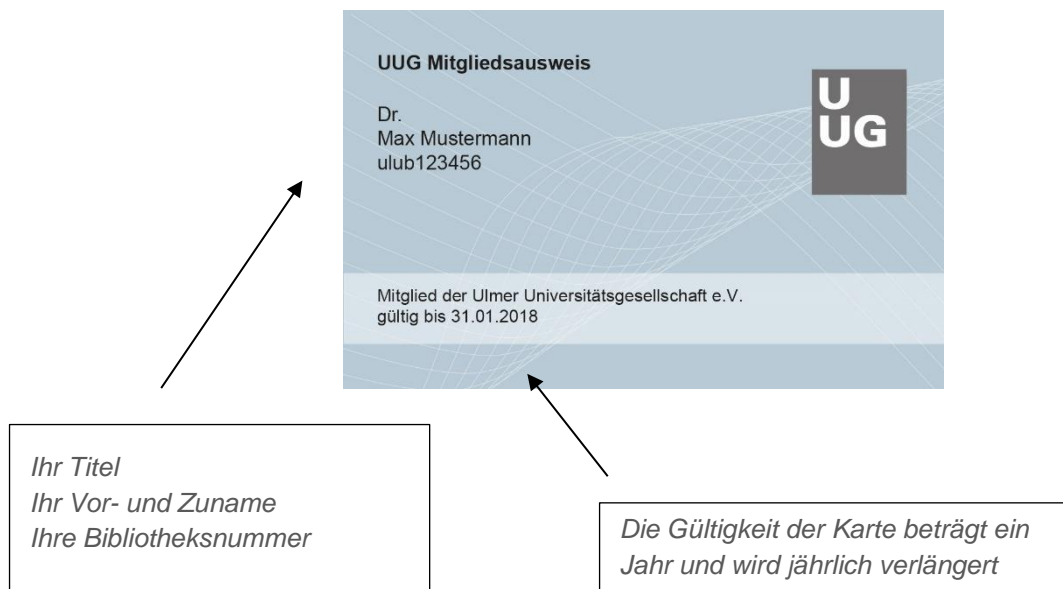 UUG Mitgliedsausweis
Dr.
Max Mustermann
ulub123456
U
UG
Mitglied der Ulmer Universitätsgesellschaft e.V.
gültig bis 31.01.2018
Ihr Titel
Ihr Vor- und Zuname
Ihre Bibliotheksnummer
Die Gültigkeit der Karte beträgt ein
Jahr und wird jährlich verlängert